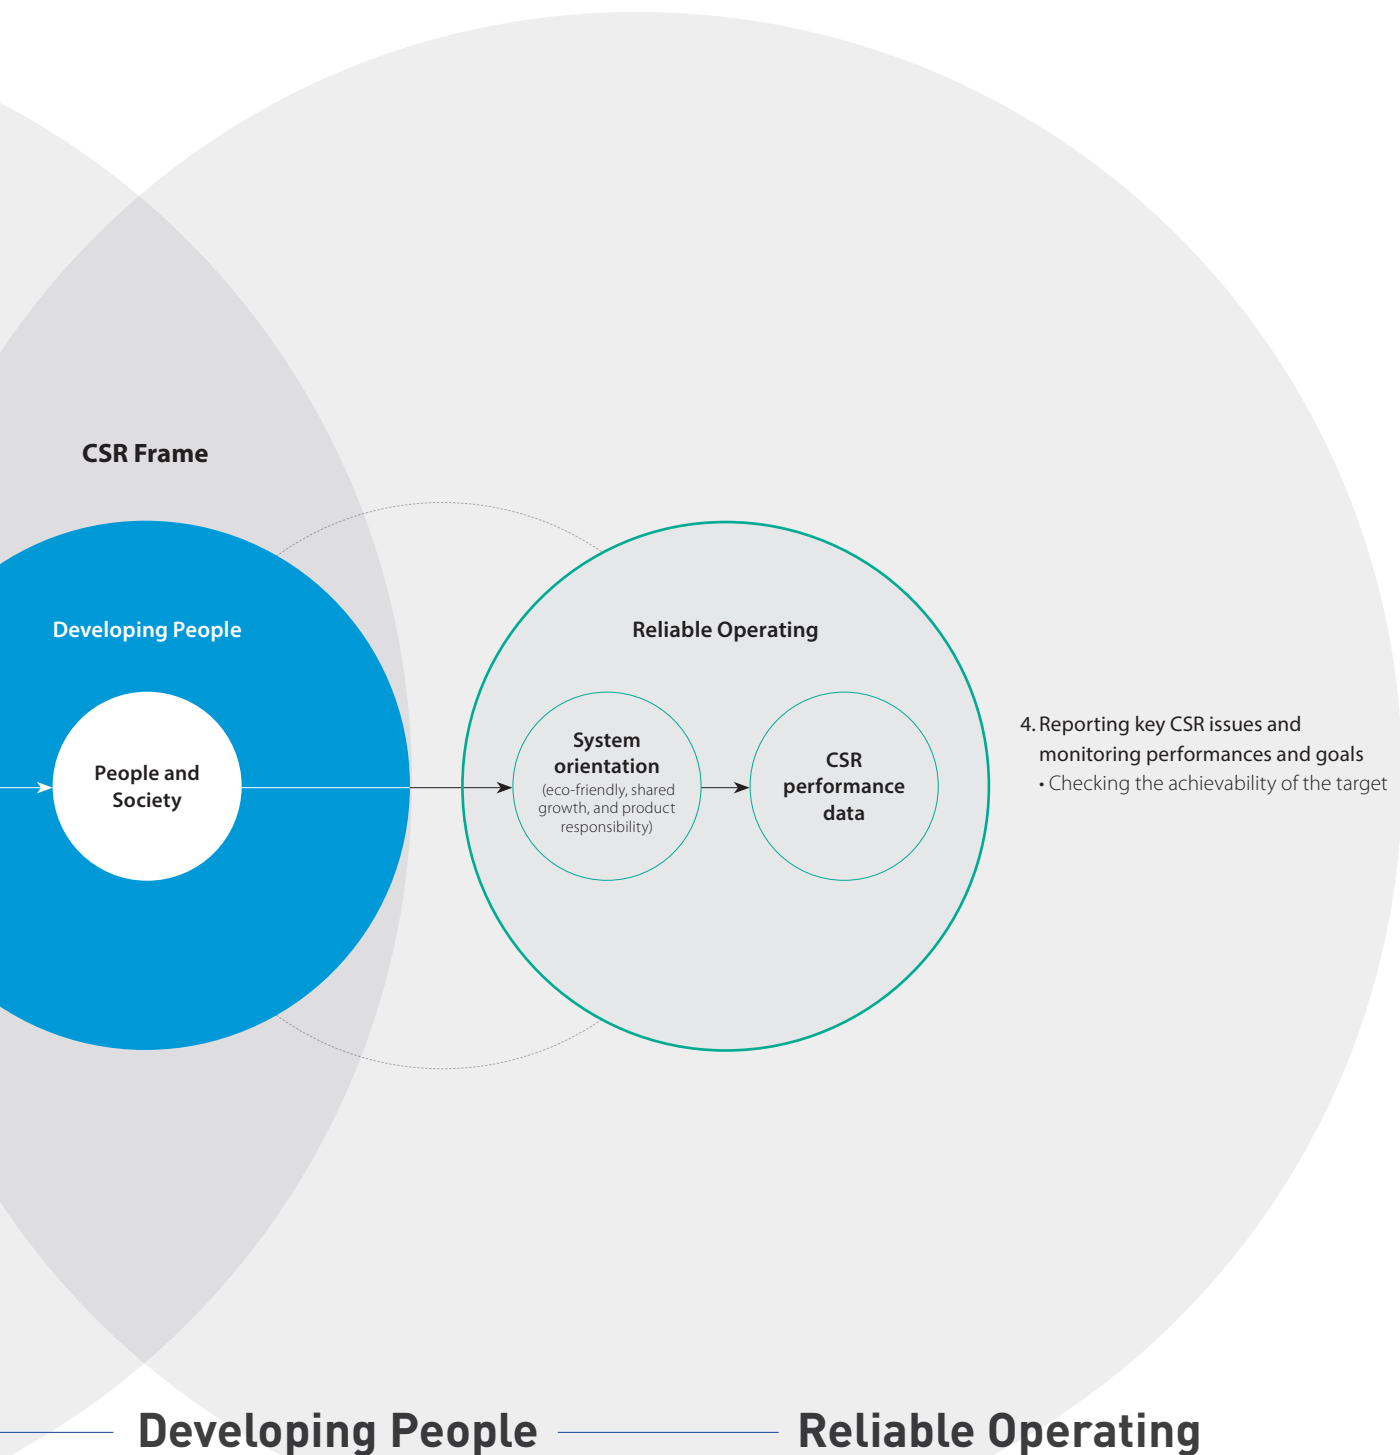 CSR Frame
Developing People
People and
Society
Reliable Operating
System
orientation
(eco-friendly, shared
growth, and product
responsibility)
CSR
performance
data
4. Reporting key CSR issues and
monitoring performances and goals
• Checking the achievability of the target
Developing People
Reliable Operating